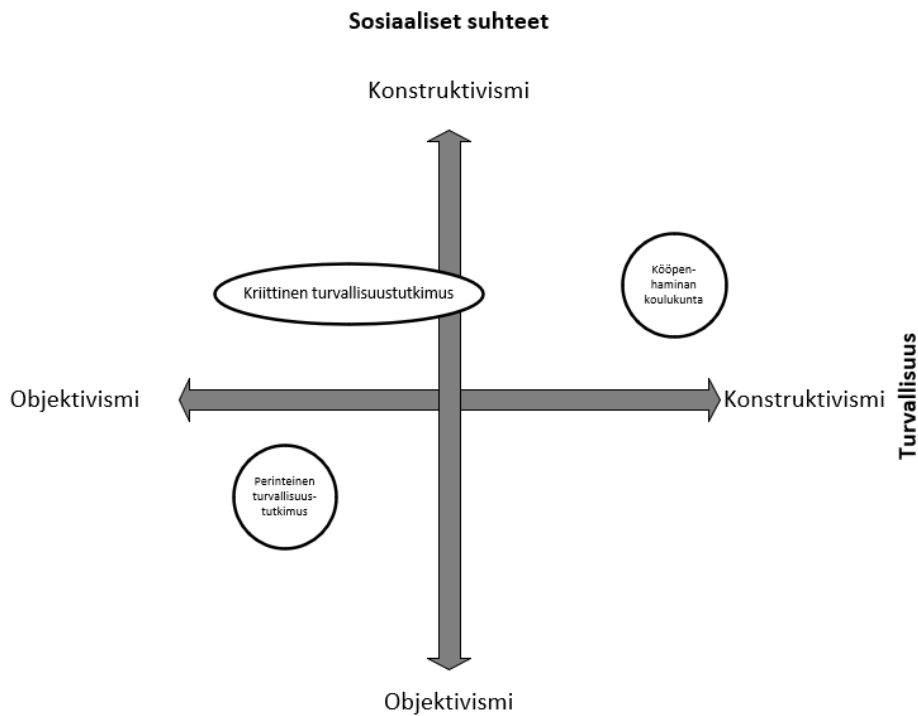 Sosiaaliset suhteet
Konstruktivismi
Kööpen-
haminan
koulukunta
Kriittinen turvallisuustutkimus
Objektivismi
Konstruktivismi
Turvallisuus
Perinteinen
turvallisuus-
tutkimus
Objektivismi